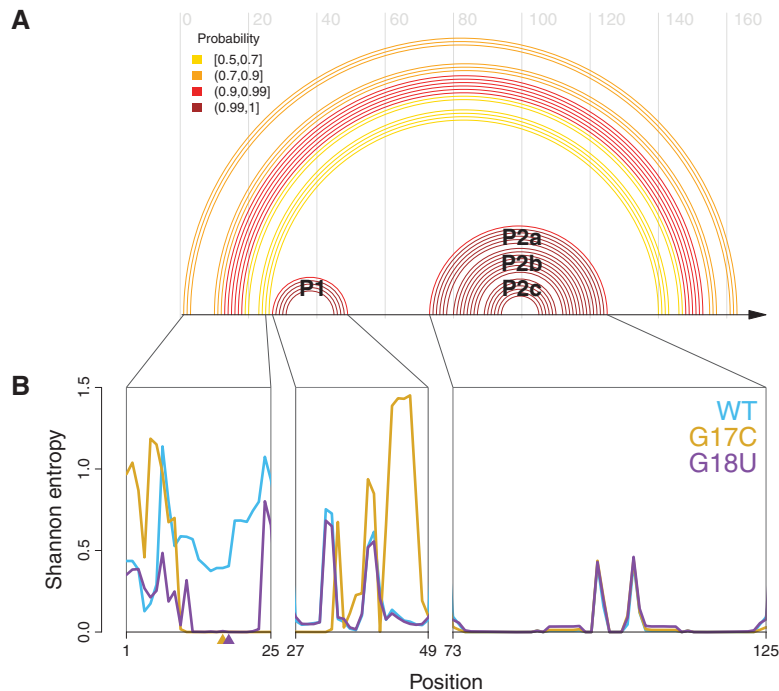 A
0 20 40 60 80 100 120 140 160
Probability
[0.5,0.7]
(0.7,0.9]
(0.9,0.99]
(0.99,1]
P1
P2a
P2b
P2c
B
Shannon entropy
1.5
1.0
0.5
0.0
WT
G17C
G18U
1 25 27 49 73 125
Position